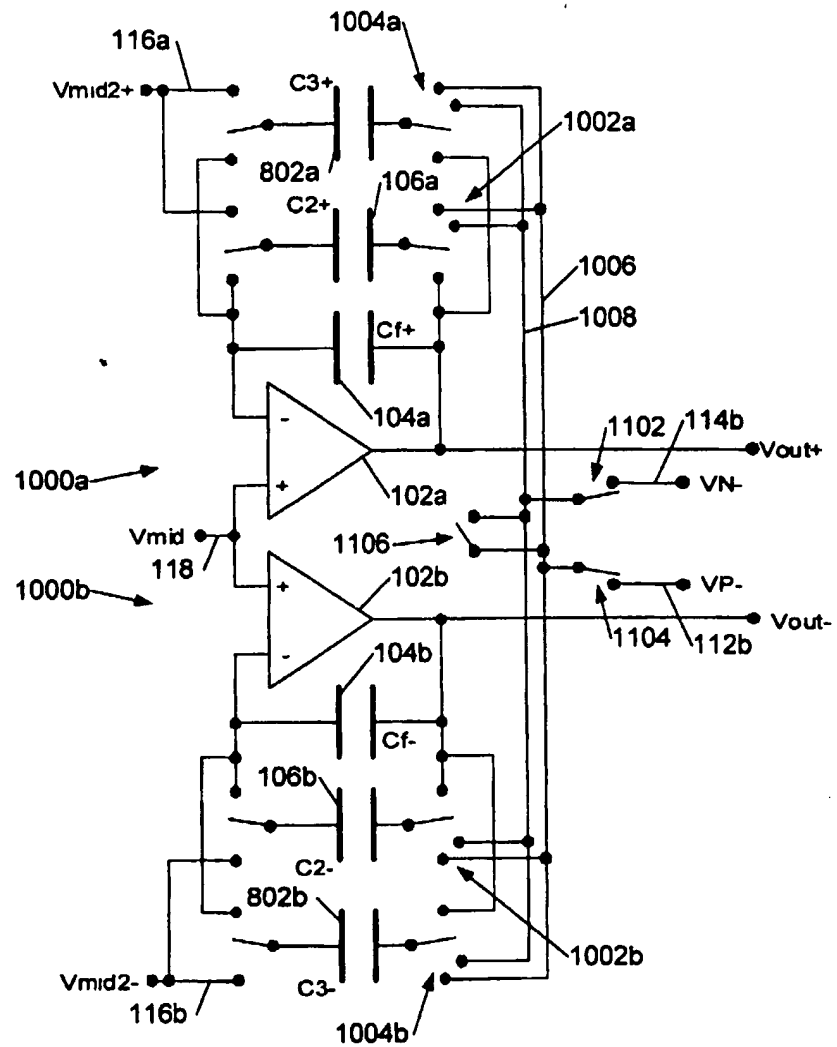 1004a
116a
C3+
Vmid2+
1002a
802a
106a
C2+
1006
1008
Cf+
104a
1102
114b
Vout+
1000a
102a
VN-
Vmid
1106
118
102b
VP-
1000b
Vout-
1104
112b
104b
Cf-
106b
C2-
802b
1002b
Vmid2-
C3-
116b
1004b
-
+
+
-